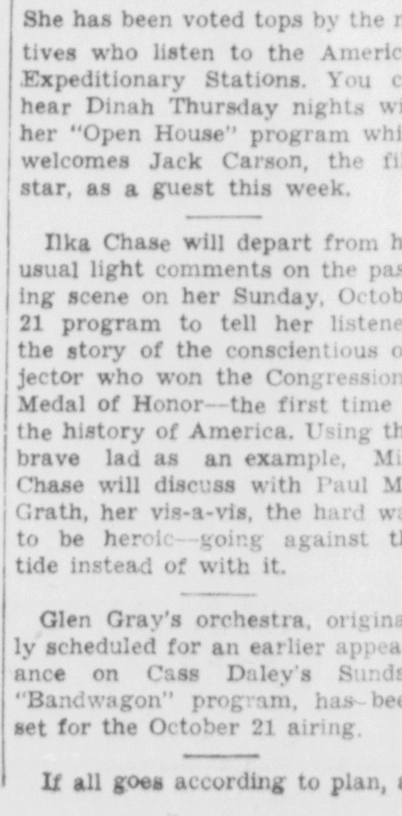 She has been voted tops by the
tives who listen to the Americ
Expeditionary Stations. You c
hear Dinah Thursday nights wi
her "Open House" program whi
welcomes Jack Carson, the fil
star, as a guest this week.
Ilka Chase will depart from h
usual light comments on the pas
ing scene on her Sunday, Octob
21 program to tell her listene
the story of the conscientious o
jector who won the Congression
Medal of Honor—the first time
the history of America. Using th
brave lad as an example, Mi
Chase will discuss with Paul M
Grath, her vis-a-vis, the hard wa
to be heroic—going against th
tide instead of with it.
Glen Gray's orchestra, origina
ly scheduled for an earlier appea
ance on Cass Daley's Sunda
"Bandwagon" program, has bee
set for the October 21 airing.
If all goes according to plan, a